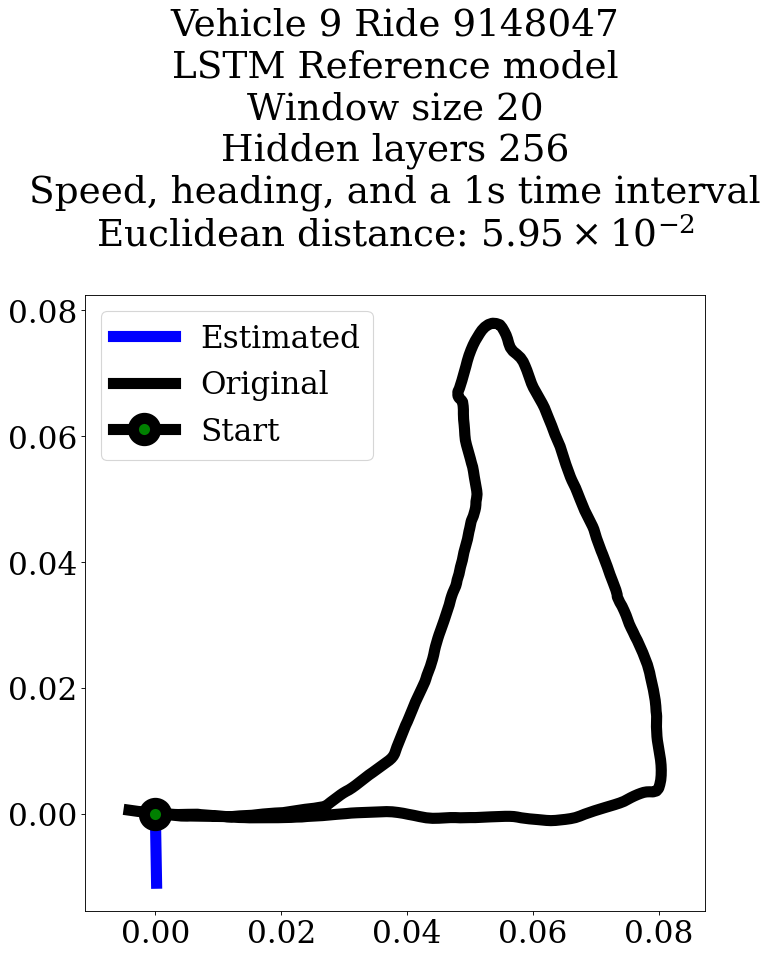 Vehicle 9 Ride 9148047
LSTM Reference model
Window size 20
Hidden layers 256
Speed, heading, and a 1s time interval
Euclidean distance: 5.95 × 10⁻²
0.08
0.06
0.04
0.02
0.00
Estimated
Original
Start
0.00 0.02 0.04 0.06 0.08